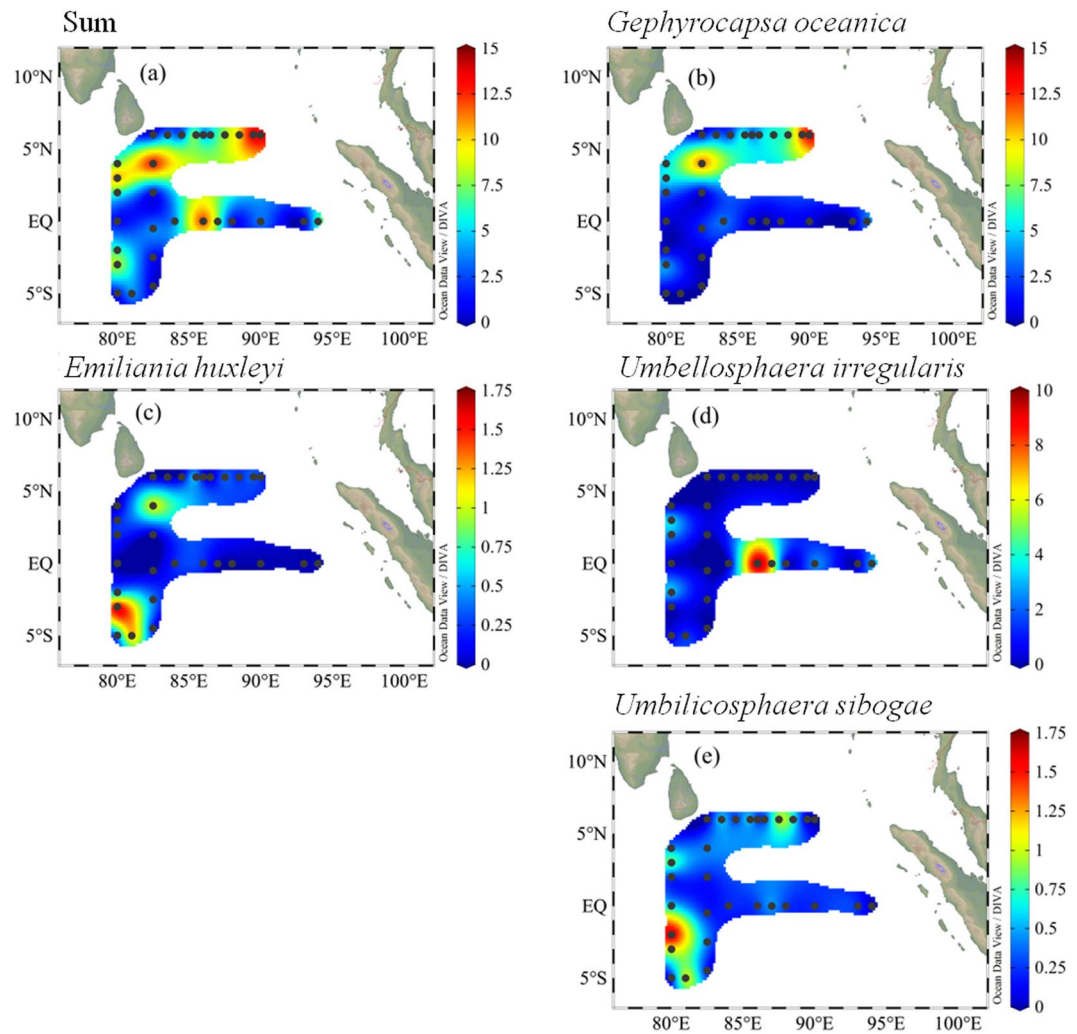 Sum
Gephyrocapsa oceanica
(a)
10°N
5°N
EQ
5°S
80°E 85°E 90°E 95°E 100°E
15
12.5
10
7.5
5
2.5
0
Ocean Data View / DIVA
(b)
10°N
5°N
EQ
5°S
80°E 85°E 90°E 95°E 100°E
15
12.5
10
7.5
5
2.5
0
Ocean Data View / DIVA
Emiliania huxleyi
Umbellosphaera irregularis
(c)
10°N
5°N
EQ
5°S
80°E 85°E 90°E 95°E 100°E
1.75
1.5
1.25
1
0.75
0.5
0.25
0
Ocean Data View / DIVA
(d)
10°N
5°N
EQ
5°S
80°E 85°E 90°E 95°E 100°E
10
8
6
4
2
0
Ocean Data View / DIVA
Umbilicosphaera sibogae
(e)
10°N
5°N
EQ
5°S
80°E 85°E 90°E 95°E 100°E
1.75
1.5
1.25
1
0.75
0.5
0.25
0
Ocean Data View / DIVA